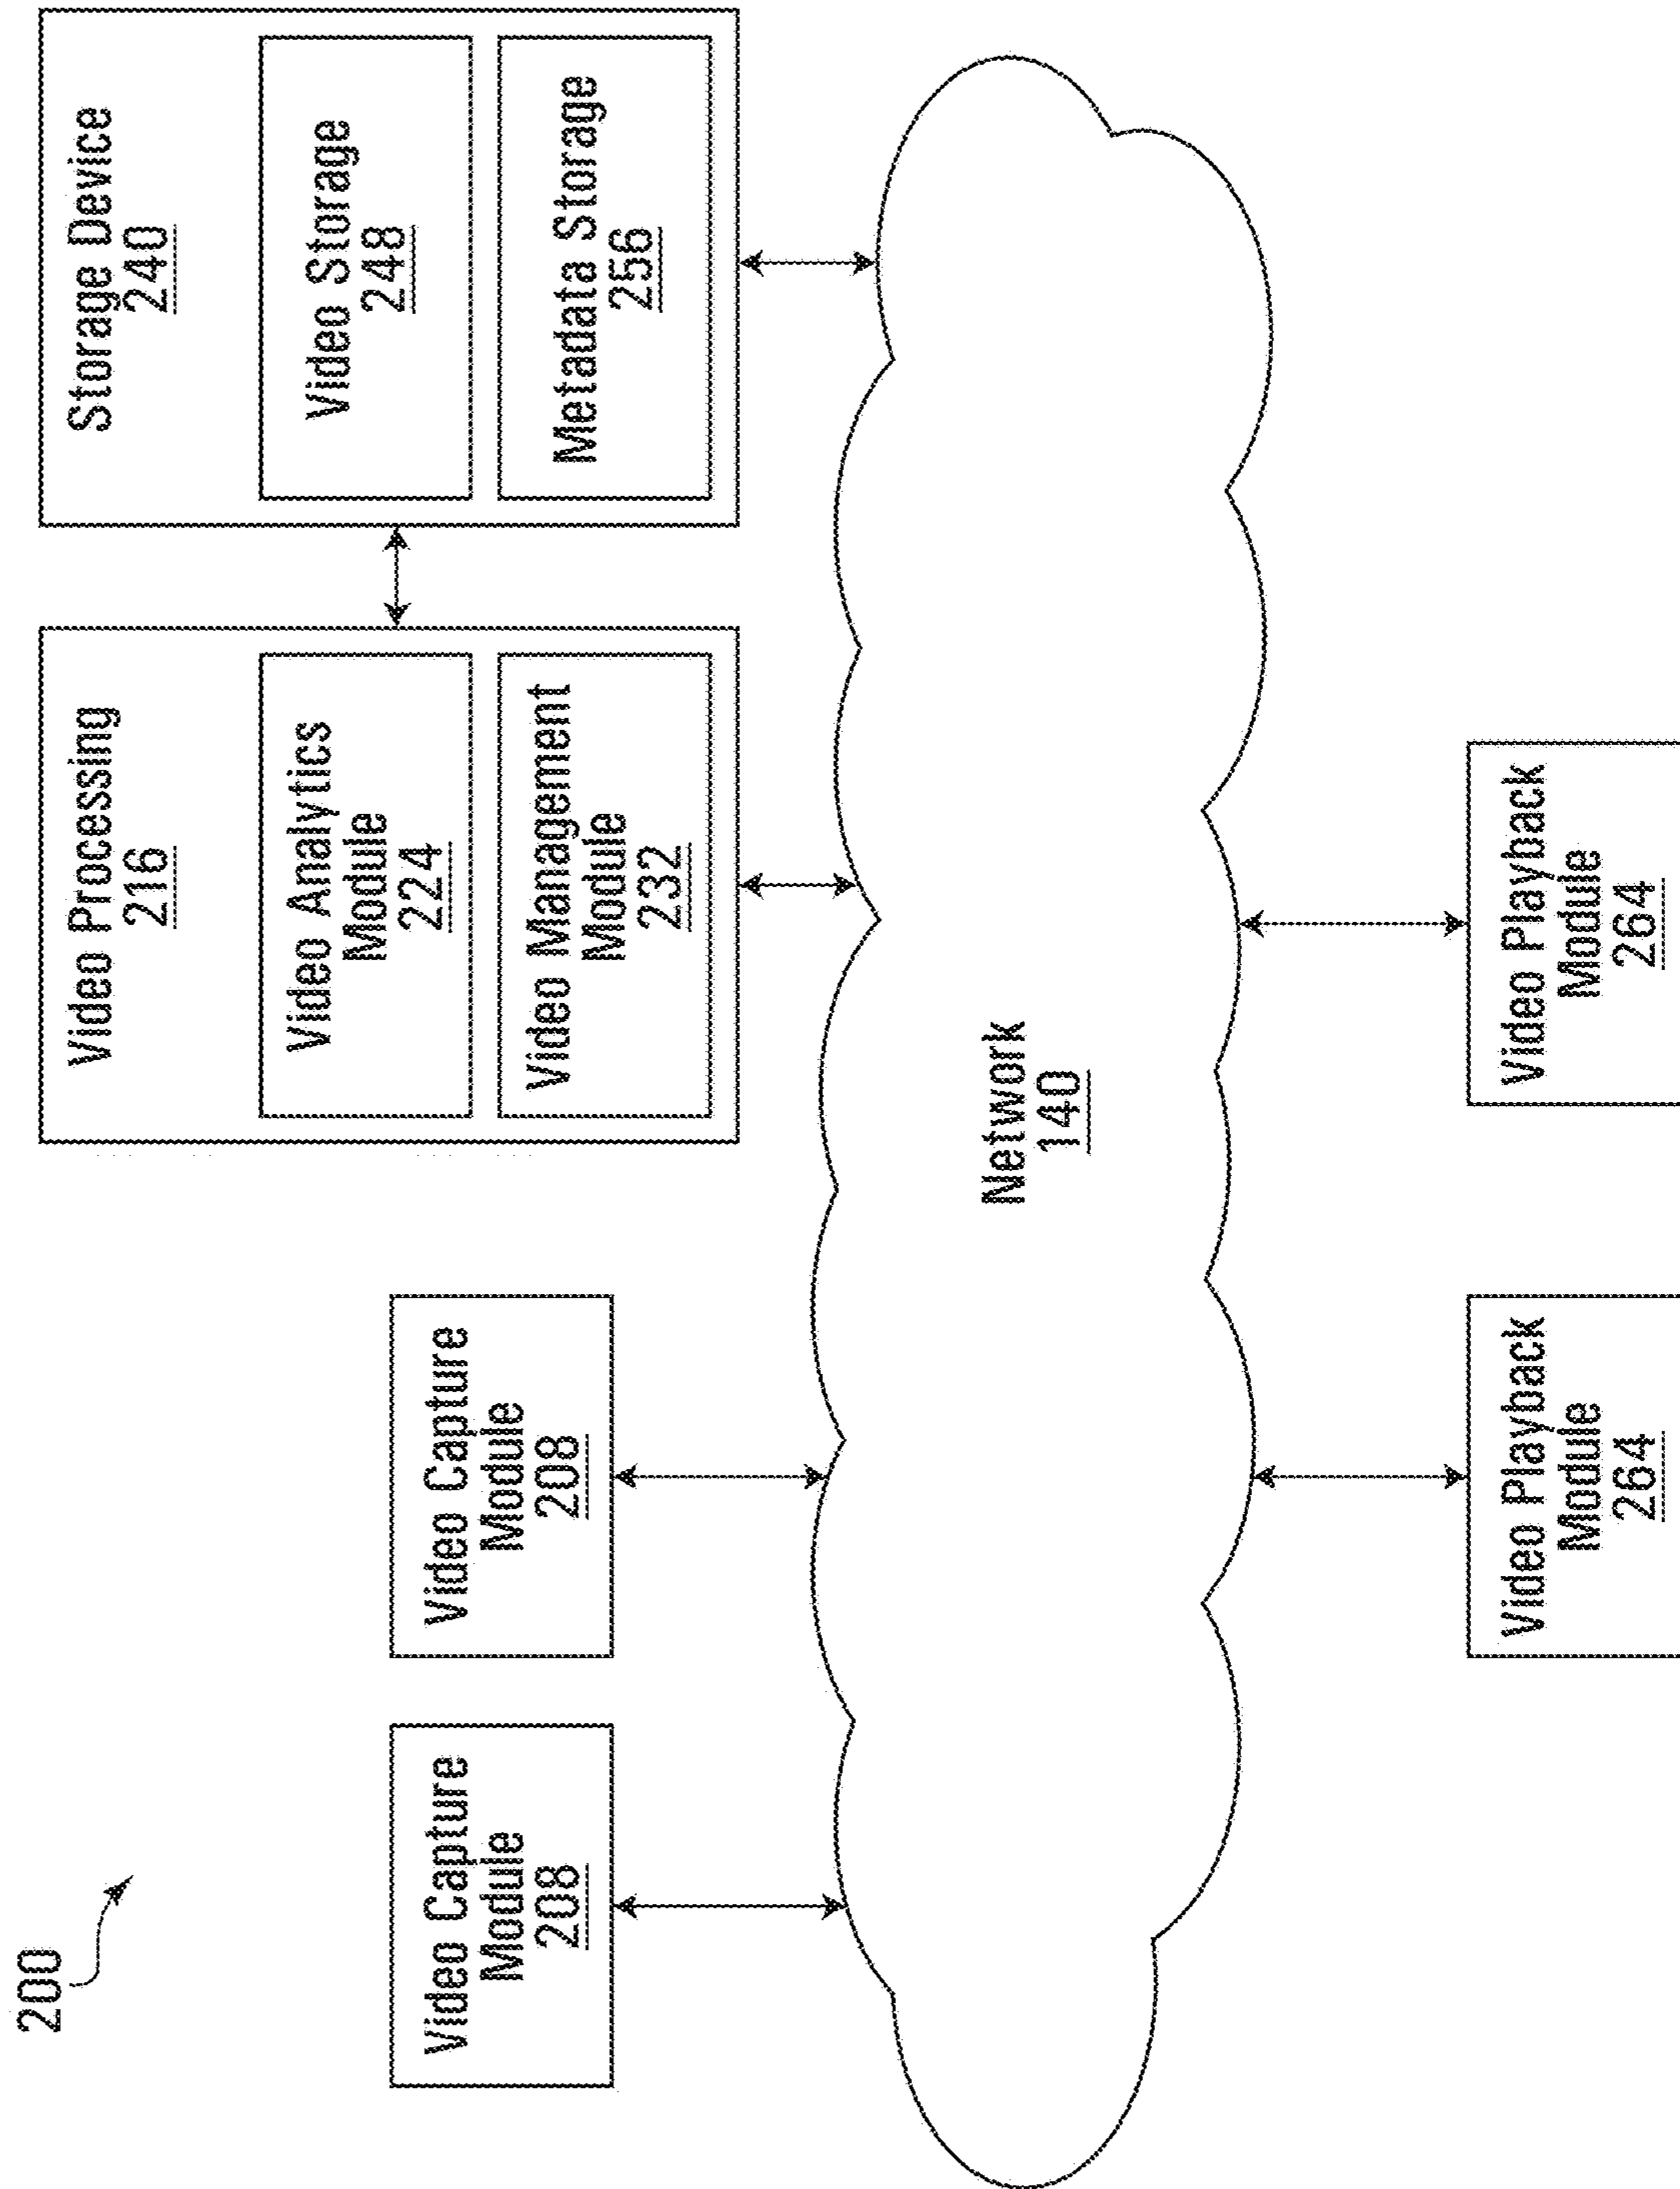 200
Video Capture
Module
208
Video Capture
Module
208
Video Processing
216
Video Analytics
Module
224
Video Management
Module
232
Storage Device
240
Video Storage
248
Metadata Storage
256
Network
140
Video Playback
Module
264
Video Playback
Module
264